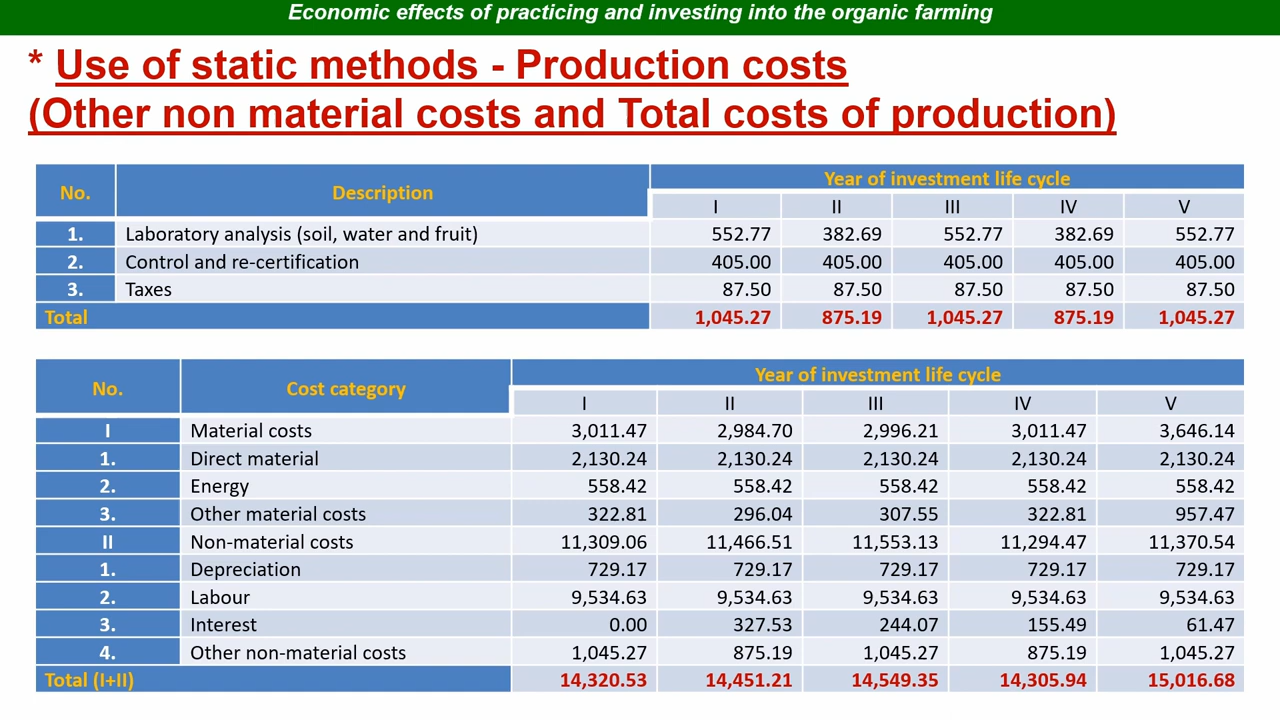 Economic effects of practicing and investing into the organic farming
* Use of static methods - Production costs
(Other non material costs and Total costs of production)
No. Description Year of investment life cycle
I II III IV V
1. Laboratory analysis (soil, water and fruit) 552.77 382.69 552.77 382.69 552.77
2. Control and re-certification 405.00 405.00 405.00 405.00 405.00
3. Taxes 87.50 87.50 87.50 87.50 87.50
Total 1,045.27 875.19 1,045.27 875.19 1,045.27
No. Cost category Year of investment life cycle
I II III IV V
I Material costs 3,011.47 2,984.70 2,996.21 3,011.47 3,646.14
1. Direct material 2,130.24 2,130.24 2,130.24 2,130.24 2,130.24
2. Energy 558.42 558.42 558.42 558.42 558.42
3. Other material costs 322.81 296.04 307.55 322.81 957.47
II Non-material costs 11,309.06 11,466.51 11,553.13 11,294.47 11,370.54
1. Depreciation 729.17 729.17 729.17 729.17 729.17
2. Labour 9,534.63 9,534.63 9,534.63 9,534.63 9,534.63
3. Interest 0.00 327.53 244.07 155.49 61.47
4. Other non-material costs 1,045.27 875.19 1,045.27 875.19 1,045.27
Total (I+II) 14,320.53 14,451.21 14,549.35 14,305.94 15,016.68